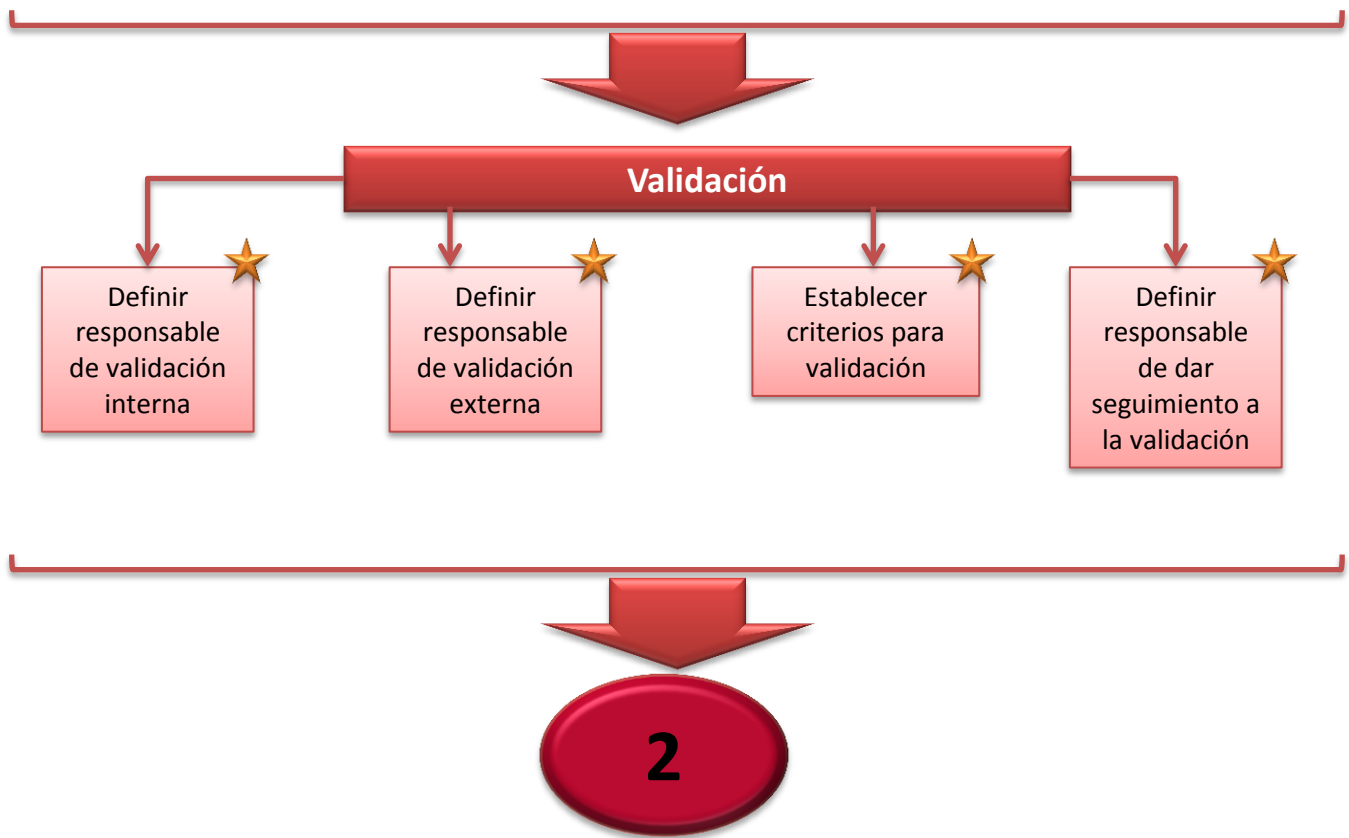 Validación
Definir
responsable
de validación
interna
Definir
responsable
de validación
externa
Establecer
criterios para
validación
Definir
responsable
de dar
seguimiento a
la validación
2